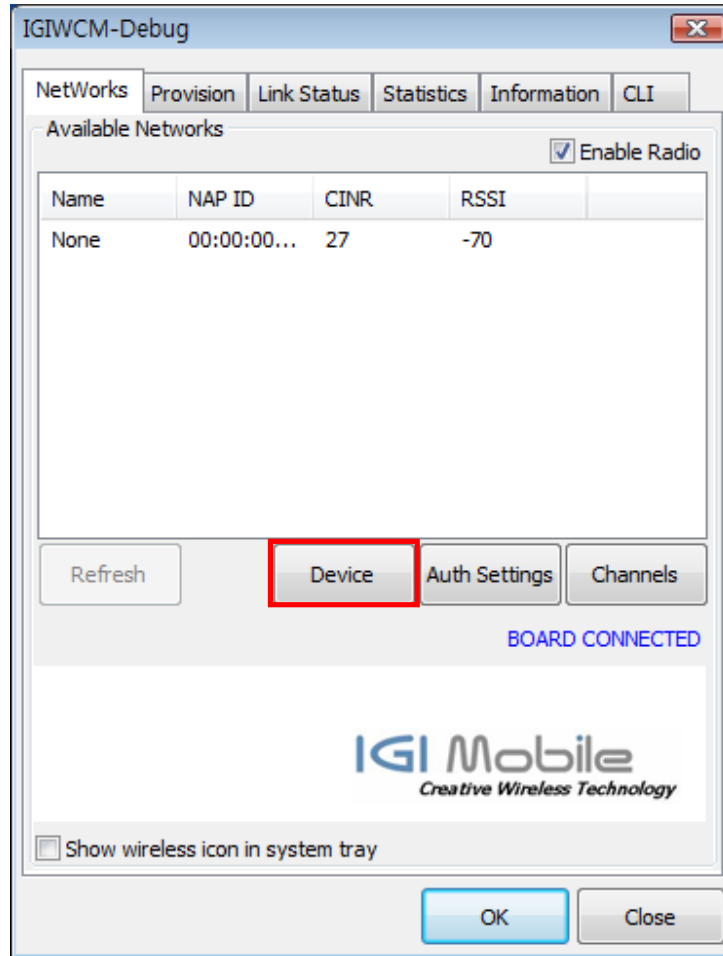 IGIWCM-Debug
NetWorks Provision Link Status Statistics Information CLI
Available Networks
Enable Radio
Name NAP ID CINR RSSI
None 00:00:00... 27 -70
Refresh Device Auth Settings Channels
BOARD CONNECTED
IGI Mobile
Creative Wireless Technology
Show wireless icon in system tray
OK Close